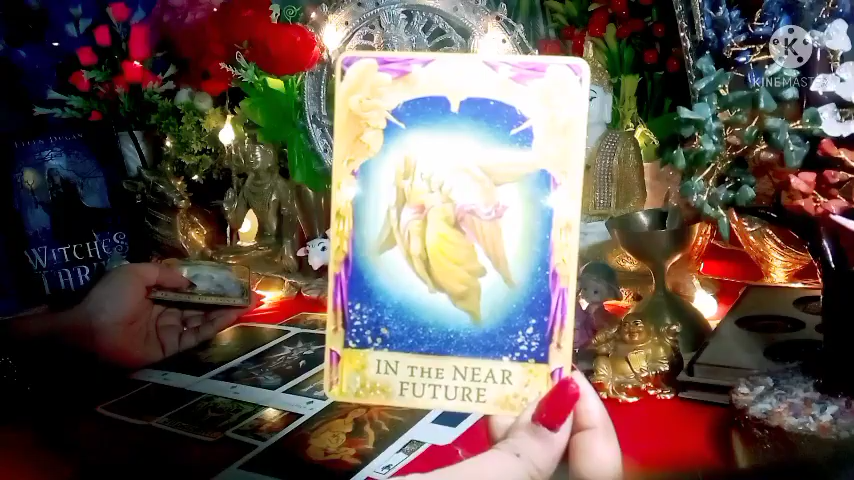 KINEMASTER
WITCHES
TAROT
IN THE NEAR
FUTURE